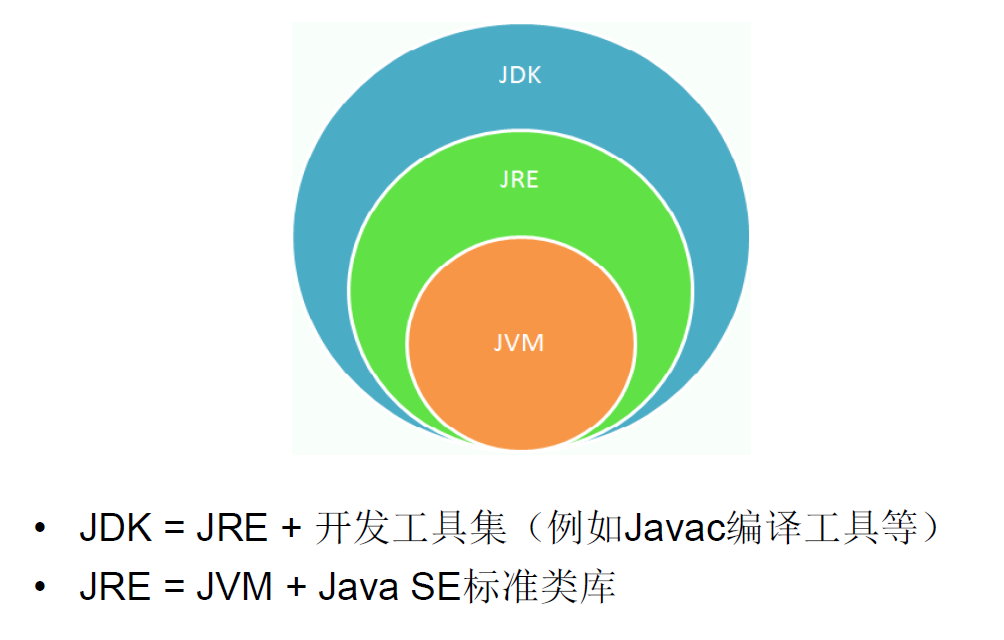 JDK
JRE
JVM
• JDK = JRE + 开发工具集（例如Javac编译工具等）
• JRE = JVM + Java SE标准类库